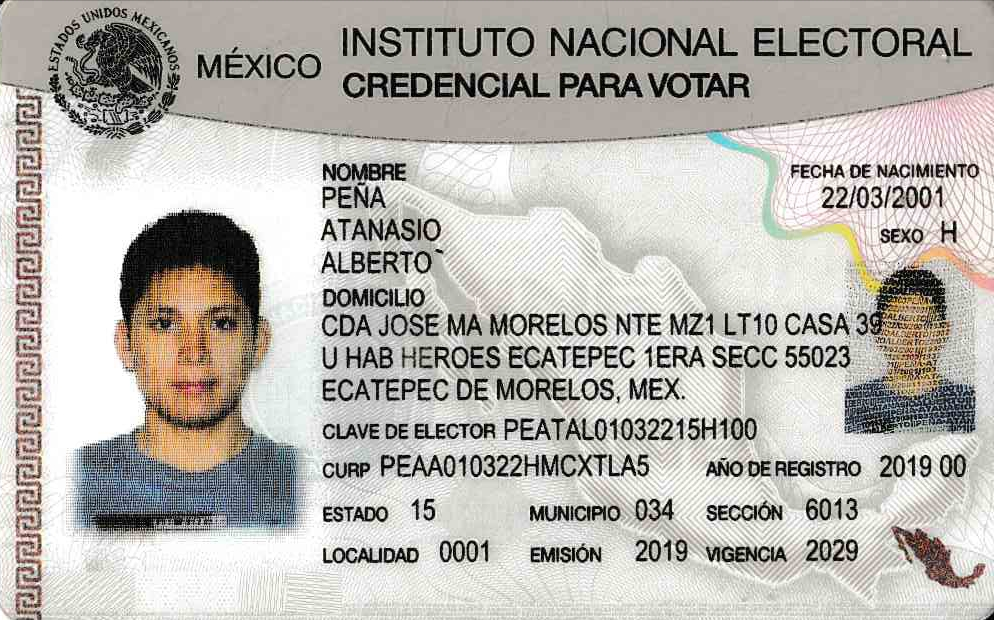 ESTADOS UNIDOS MEXICANOS
MÉXICO
INSTITUTO NACIONAL ELECTORAL
CREDENCIAL PARA VOTAR
NOMBRE
PEÑA
ATANASIO
ALBERTO
FECHA DE NACIMIENTO
22/03/2001
SEXO H
DOMICILIO
CDA JOSE MA MORELOS NTE MZ1 LT10 CASA 39
U HAB HEROES ECATEPEC 1ERA SECC 55023
ECATEPEC DE MORELOS, MEX.
CLAVE DE ELECTOR PEATAL01032215H100
CURP PEAA010322HMCXTLA5 AÑO DE REGISTRO 2019 00
ESTADO 15 MUNICIPIO 034 SECCIÓN 6013
LOCALIDAD 0001 EMISIÓN 2019 VIGENCIA 2029